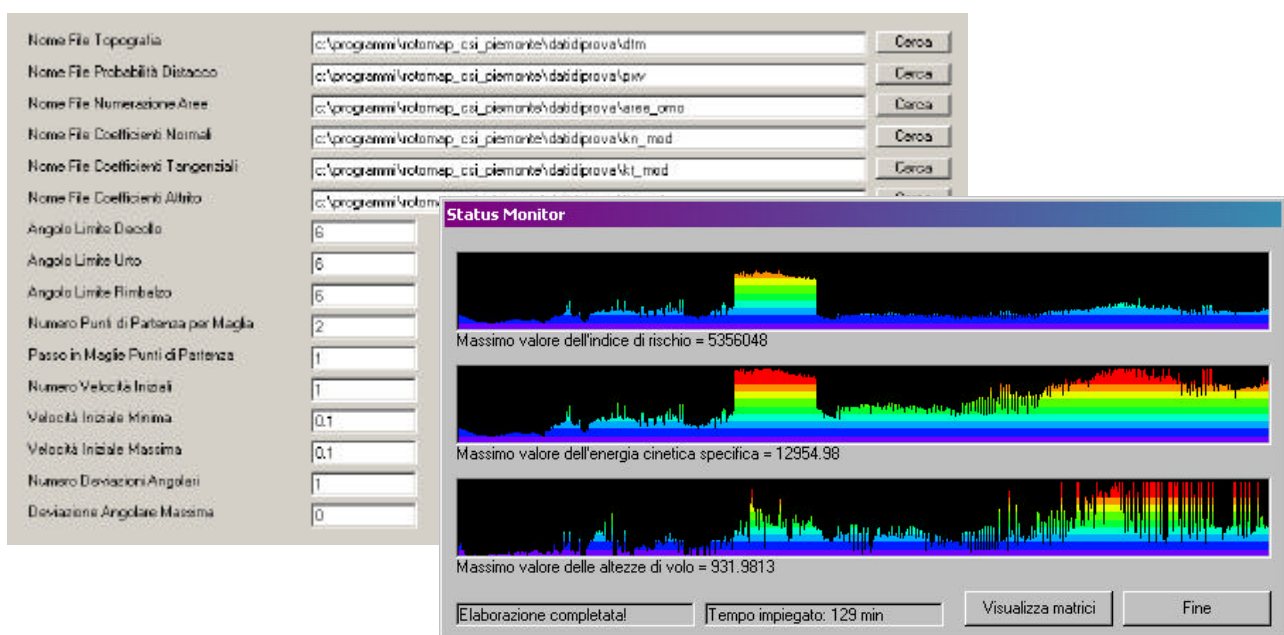 Nome File Topografia c:\programmi\rotomap_csi_piemonte\datidiprova\dtm Cerca
Nome File Probabilità Distacco c:\programmi\rotomap_csi_piemonte\datidiprova\pxv Cerca
Nome File Numerazione Aree c:\programmi\rotomap_csi_piemonte\datidiprova\aree_omo Cerca
Nome File Coefficienti Normali c:\programmi\rotomap_csi_piemonte\datidiprova\kn_mod Cerca
Nome File Coefficienti Tangenziali c:\programmi\rotomap_csi_piemonte\datidiprova\kt_mod Cerca
Nome File Coefficienti Attrito
Angolo Limite Decollo 6
Angolo Limite Urto 6
Angolo Limite Rimbalzo 6
Numero Punti di Partenza per Maglia 2
Passo in Maglie Punti di Partenza 1
Numero Velocità Iniziali 1
Velocità Iniziale Minima 0.1
Velocità Iniziale Massima 0.1
Numero Deviazioni Angolari 1
Deviazione Angolare Massima 0
Status Monitor
Massimo valore dell'indice di rischio = 5356048
Massimo valore dell'energia cinetica specifica = 12954.98
Massimo valore delle altezze di volo = 931.9813
Elaborazione completata! Tempo impiegato: 129 min Visualizza matrici Fine